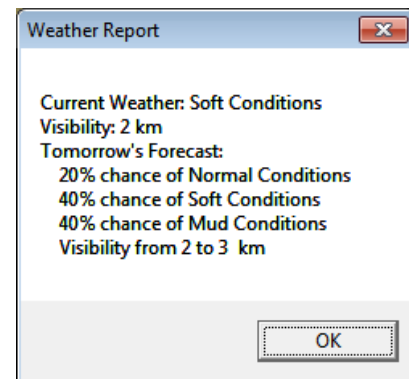 Weather Report
Current Weather: Soft Conditions
Visibility: 2 km
Tomorrow's Forecast:
20% chance of Normal Conditions
40% chance of Soft Conditions
40% chance of Mud Conditions
Visibility from 2 to 3  km
OK